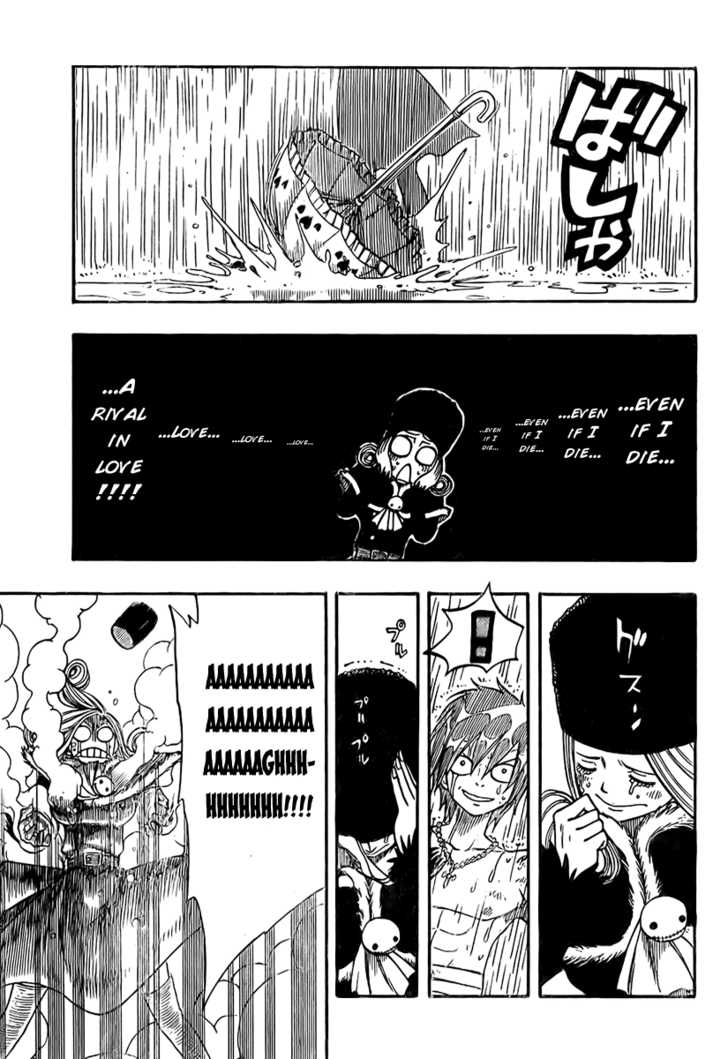 ばしゃ
...EVEN
IF I
DIE...
...EVEN
IF I
DIE...
...EVEN
IF I
DIE...
...EVEN
IF I
DIE...
...LOVE...
...LOVE...
...LOVE...
...A
RIVAL
IN
LOVE
!!!!
グスン
!!
プル
プル
プル
AAAAAAAAAAA
AAAAAAAAAAA
AAAAAAGHHH-
HHHHHHH!!!!